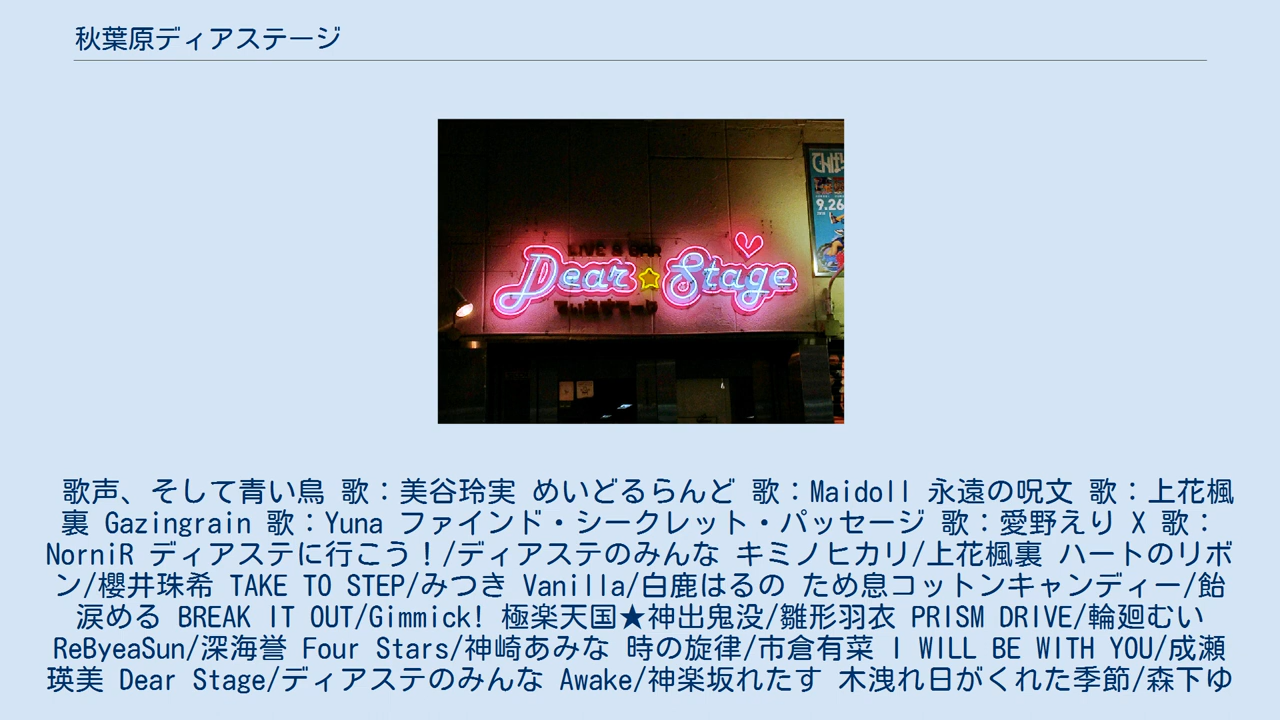 秋葉原ディアステージ
LIVE & BAR
Dear Stage
9.26
歌声、そして青い鳥 歌：美谷玲実 めいどるらんど 歌：Maidoll 永遠の呪文 歌：上花楓
裏 Gazingrain 歌：Yuna ファインド・シークレット・パッセージ 歌：愛野えり X 歌：
NorniR ディアステに行こう！/ディアステのみんな キミノヒカリ/上花楓裏 ハートのリボ
ン/櫻井珠希 TAKE TO STEP/みつき Vanilla/白鹿はるの ため息コットンキャンディー/飴
涙める BREAK IT OUT/Gimmick! 極楽天国★神出鬼没/雛形羽衣 PRISM DRIVE/輪廻むい
ReByeaSun/深海誉 Four Stars/神崎あみな 時の旋律/市倉有菜 I WILL BE WITH YOU/成瀬
瑛美 Dear Stage/ディアステのみんな Awake/神楽坂れたす 木洩れ日がくれた季節/森下ゆ